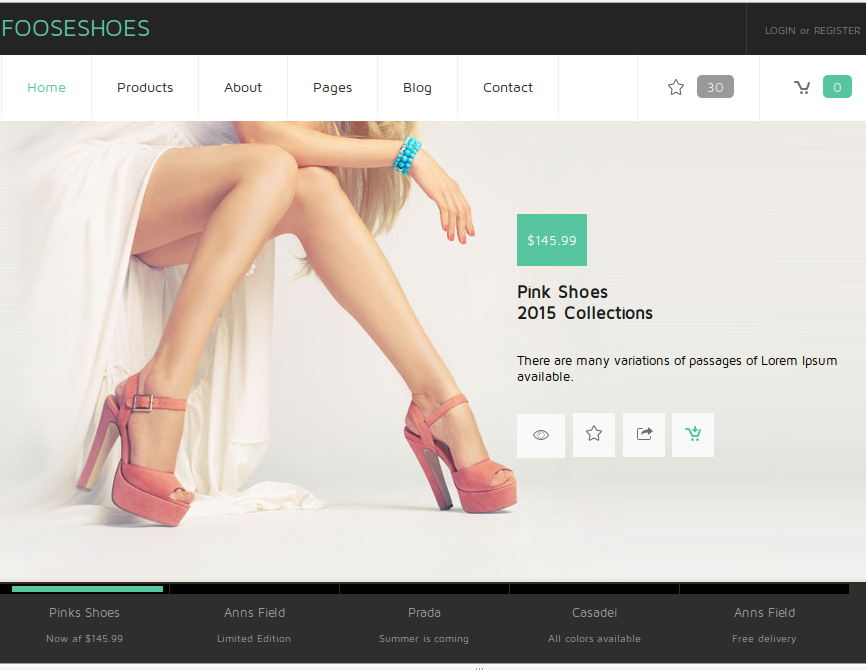 FOOSESHOES
LOGIN or REGISTER
Home Products About Pages Blog Contact 30 0
$145.99
Pink Shoes
2015 Collections
There are many variations of passages of Lorem Ipsum
available.
Pinks Shoes Anns Field Prada Casadei Anns Field
Now af $145.99 Limited Edition Summer is coming All colors available Free delivery